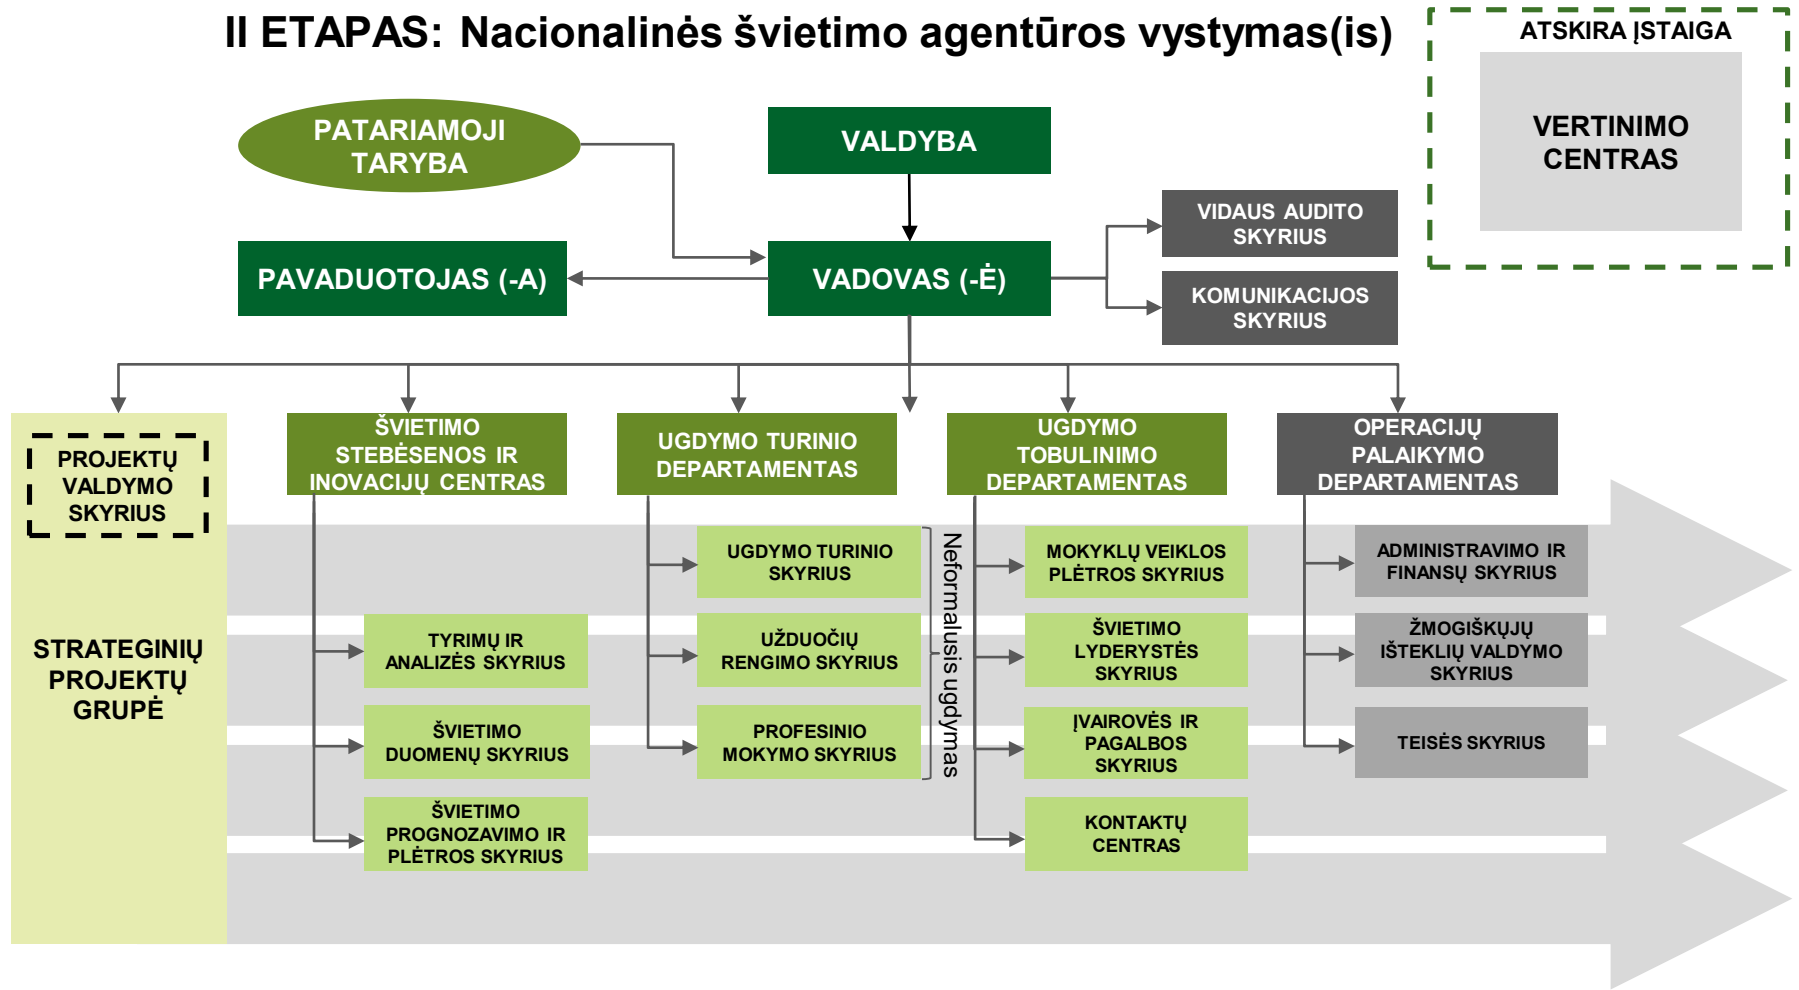 II ETAPAS: Nacionalinės švietimo agentūros vystymas(is)
ATSKIRA ĮSTAIGA
VERTINIMO
CENTRAS
PATARIAMOJI
TARYBA
VALDYBA
VIDAUS AUDITO
SKYRIUS
PAVADUOTOJAS (-A)
VADOVAS (-Ė)
KOMUNIKACIJOS
SKYRIUS
PROJEKTŲ
VALDYMO
SKYRIUS
STRATEGINIŲ
PROJEKTŲ
GRUPĖ
ŠVIETIMO
STEBĖSENOS IR
INOVACIJŲ CENTRAS
TYRIMŲ IR
ANALIZĖS SKYRIUS
ŠVIETIMO
DUOMENŲ SKYRIUS
ŠVIETIMO
PROGNOZAVIMO IR
PLĖTROS SKYRIUS
UGDYMO TURINIO
DEPARTAMENTAS
UGDYMO TURINIO
SKYRIUS
UŽDUOČIŲ
RENGIMO SKYRIUS
PROFESINIO
MOKYMO SKYRIUS
Neformalusis ugdymas
UGDYMO
TOBULINIMO
DEPARTAMENTAS
MOKYKLŲ VEIKLOS
PLĖTROS SKYRIUS
ŠVIETIMO
LYDERYSTĖS
SKYRIUS
ĮVAIROVĖS IR
PAGALBOS
SKYRIUS
KONTAKTŲ
CENTRAS
OPERACIJŲ
PALAIKYMO
DEPARTAMENTAS
ADMINISTRAVIMO IR
FINANSŲ SKYRIUS
ŽMOGIŠKŲJŲ
IŠTEKLIŲ VALDYMO
SKYRIUS
TEISĖS SKYRIUS